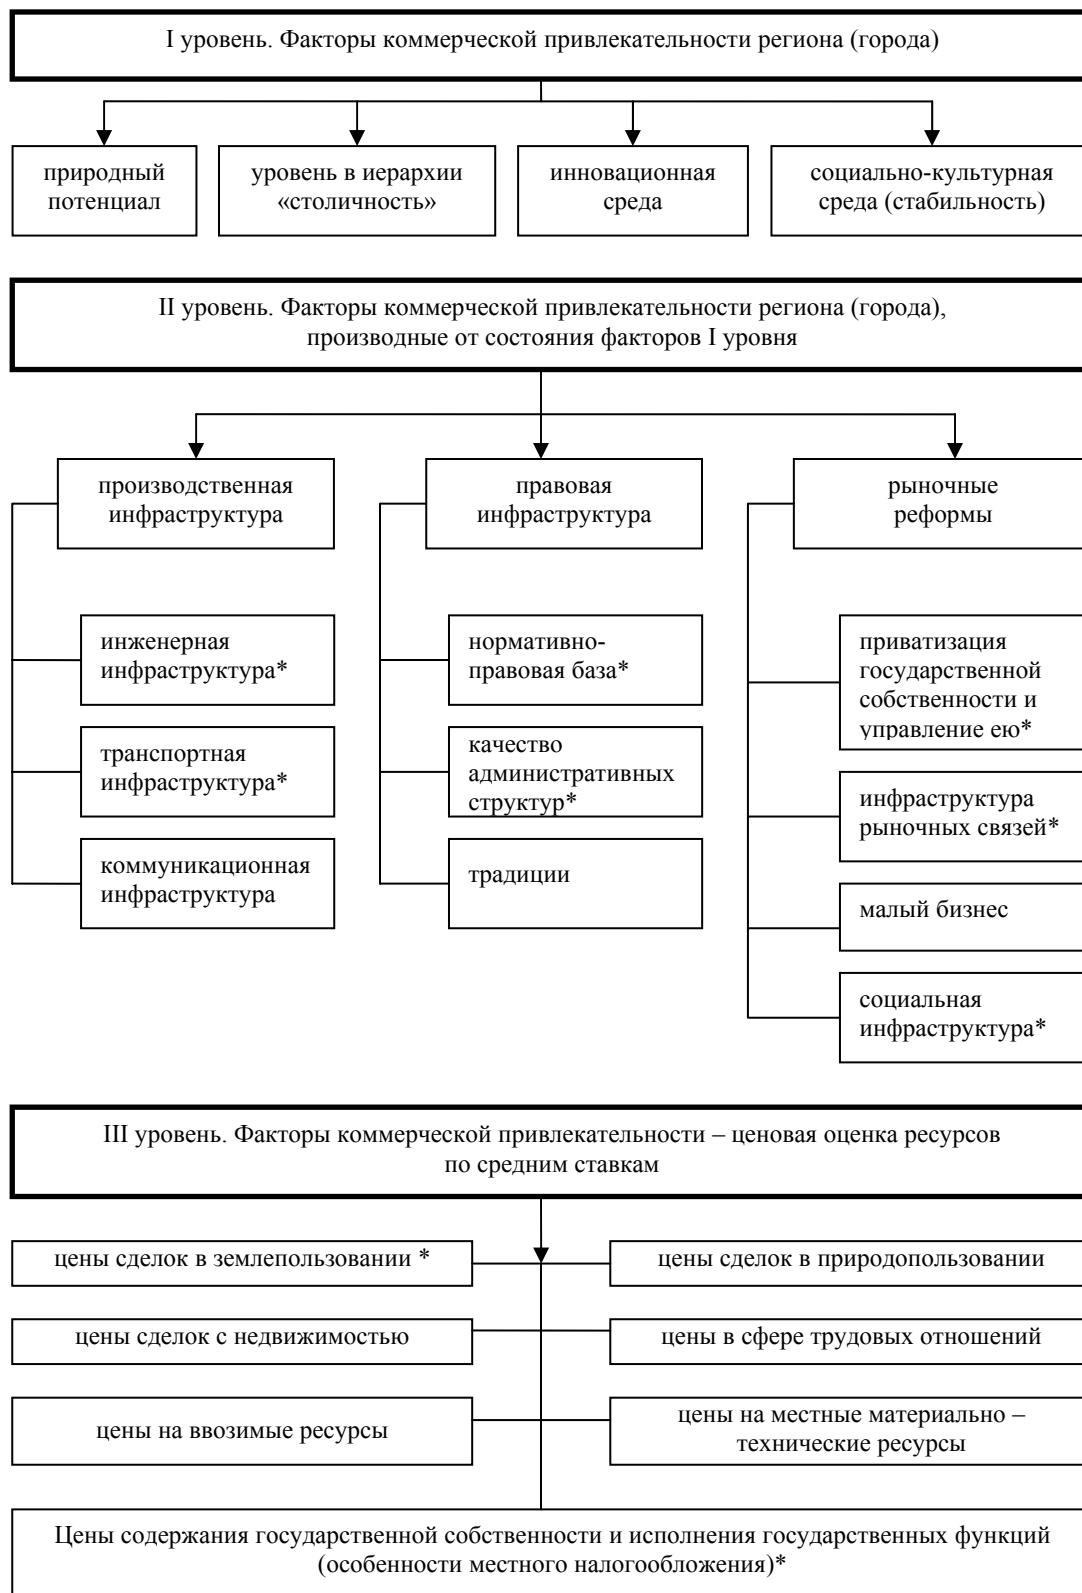 I уровень. Факторы коммерческой привлекательности региона (города)
природный
потенциал
уровень в иерархии
«столичность»
инновационная
среда
социально-культурная
среда (стабильность)
II уровень. Факторы коммерческой привлекательности региона (города),
производные от состояния факторов I уровня
производственная
инфраструктура
правовая
инфраструктура
рыночные
реформы
инженерная
инфраструктура*
транспортная
инфраструктура*
коммуникационная
инфраструктура
нормативно-
правовая база*
качество
административных
структур*
традиции
приватизация
государственной
собственности и
управление ею*
инфраструктура
рыночных связей*
малый бизнес
социальная
инфраструктура*
III уровень. Факторы коммерческой привлекательности – ценовая оценка ресурсов
по средним ставкам
цены сделок в землепользовании *
цены сделок в природопользовании
цены сделок с недвижимостью
цены в сфере трудовых отношений
цены на ввозимые ресурсы
цены на местные материально –
технические ресурсы
Цены содержания государственной собственности и исполнения государственных функций
(особенности местного налогообложения)*